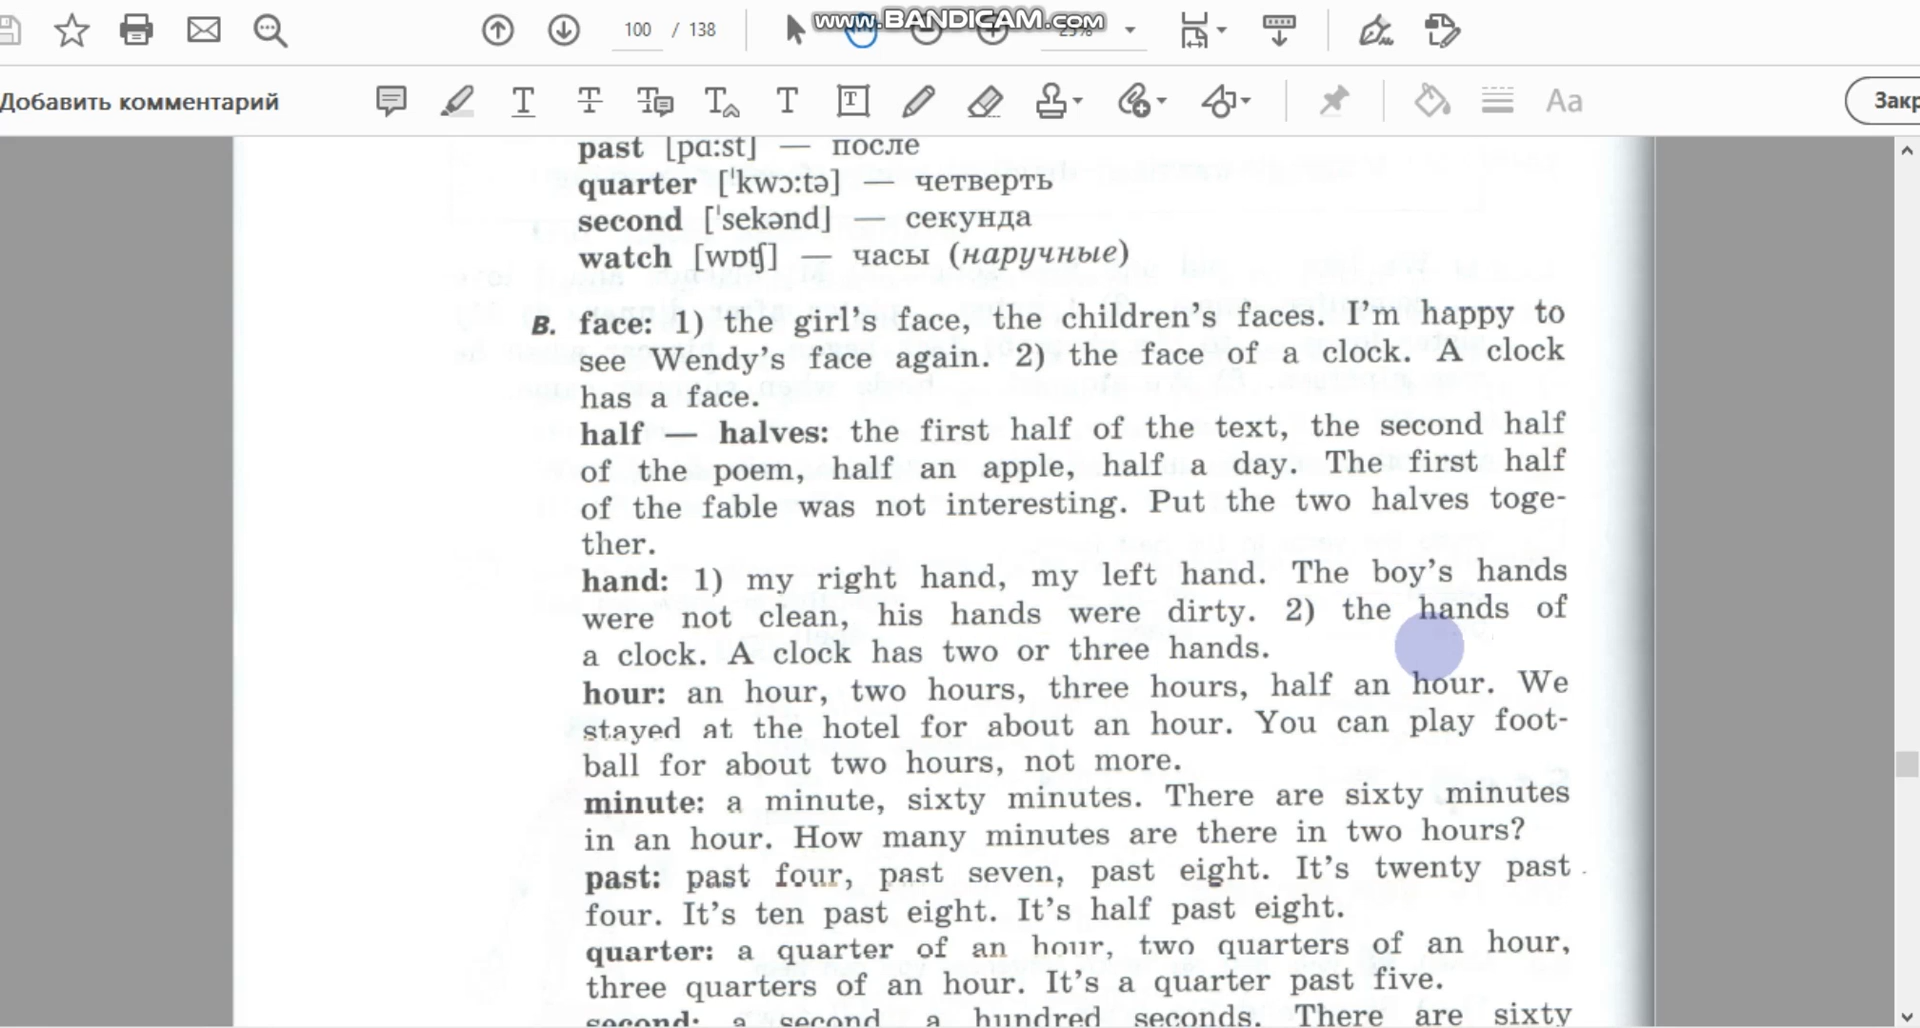 100 / 138
www.BANDICAM.com
Добавить комментарий
Aa
Закр
past [pɑ:st] — после
quarter [ˈkwɔ:tə] — четверть
second [ˈsekənd] — секунда
watch [wɒtʃ] — часы (наручные)
B. face: 1) the girl's face, the children's faces. I'm happy to
see Wendy's face again. 2) the face of a clock. A clock
has a face.
half — halves: the first half of the text, the second half
of the poem, half an apple, half a day. The first half
of the fable was not interesting. Put the two halves toge-
ther.
hand: 1) my right hand, my left hand. The boy's hands
were not clean, his hands were dirty. 2) the hands of
a clock. A clock has two or three hands.
hour: an hour, two hours, three hours, half an hour. We
stayed at the hotel for about an hour. You can play foot-
ball for about two hours, not more.
minute: a minute, sixty minutes. There are sixty minutes
in an hour. How many minutes are there in two hours?
past: past four, past seven, past eight. It's twenty past
four. It's ten past eight. It's half past eight.
quarter: a quarter of an hour, two quarters of an hour,
three quarters of an hour. It's a quarter past five.
second: a second, a hundred seconds. There are sixty